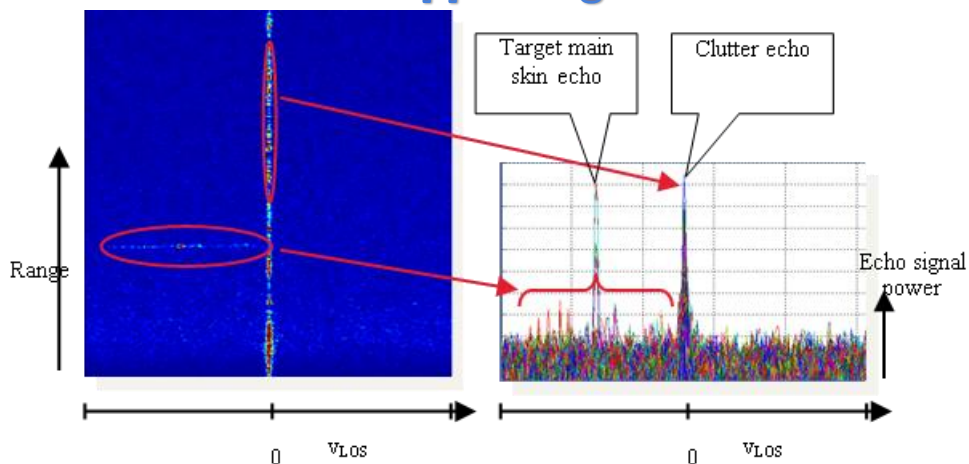 Target main
skin echo
Clutter echo
Range
Echo signal
power
0
vLOS
0
vLOS